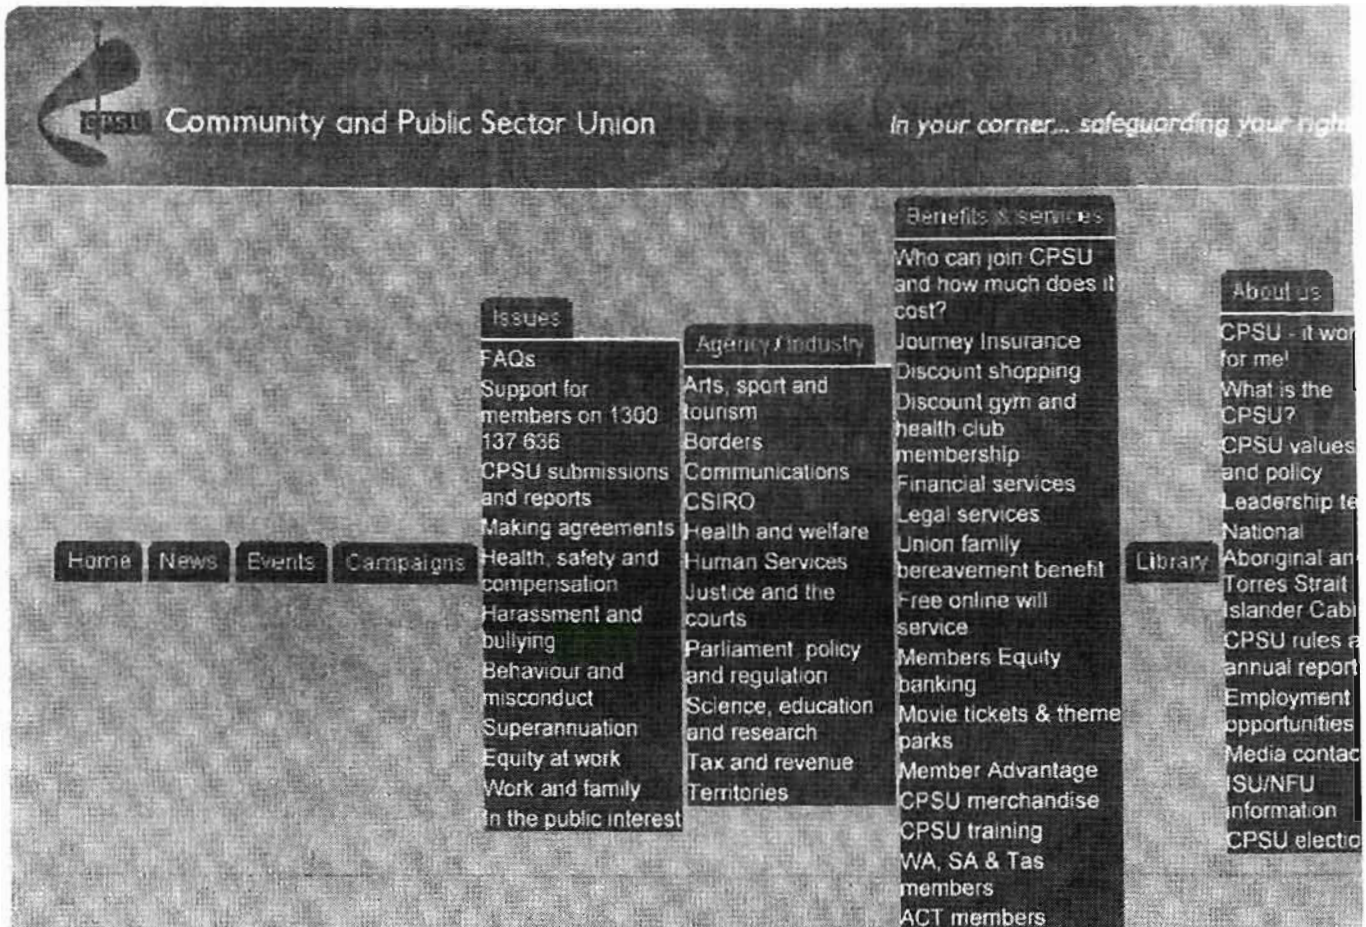 CPSU Community and Public Sector Union
In your corner... safeguarding your right
Home
News
Events
Campaigns
Issues
FAQs
Support for
members on 1300
137 636
CPSU submissions
and reports
Making agreements
Health, safety and
compensation
Harassment and
bullying
Behaviour and
misconduct
Superannuation
Equity at work
Work and family
In the public interest
Agency / industry
Arts, sport and
tourism
Borders
Communications
CSIRO
Health and welfare
Human Services
Justice and the
courts
Parliament policy
and regulation
Science, education
and research
Tax and revenue
Territories
Benefits & services
Who can join CPSU
and how much does it
cost?
Journey Insurance
Discount shopping
Discount gym and
health club
membership
Financial services
Legal services
Union family
bereavement benefit
Free online will
service
Members Equity
banking
Movie tickets & theme
parks
Member Advantage
CPSU merchandise
CPSU training
WA, SA & Tas
members
ACT members
Library
About us
CPSU - it wor
for me!
What is the
CPSU?
CPSU values
and policy
Leadership te
National
Aboriginal an
Torres Strait
Islander Cabi
CPSU rules a
annual report
Employment
opportunities
Media contac
ISU/NFU
information
CPSU electio